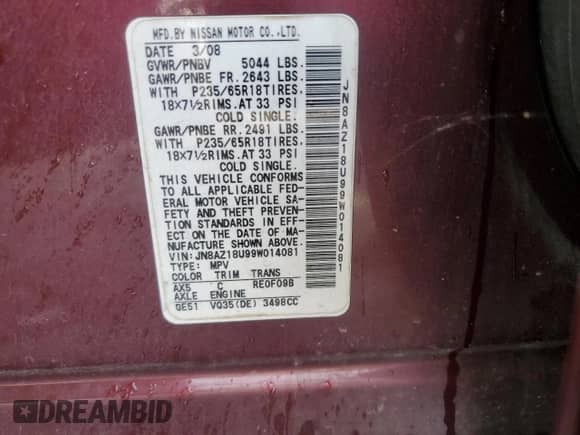 MFD.BY NISSAN MOTOR CO.,LTD.
DATE 3/08
GVWR/PNBV 5044 LBS.
GAWR/PNBE FR. 2643 LBS.
WITH P235/65R18TIRES.
18X7½RIMS.AT 33 PSI
COLD SINGLE.
GAWR/PNBE RR. 2491 LBS.
WITH P235/65R18TIRES.
18X7½RIMS.AT 33 PSI
COLD SINGLE.
THIS VEHICLE CONFORMS
TO ALL APPLICABLE FED-
ERAL MOTOR VEHICLE SA-
FETY AND THEFT PREVEN-
TION STANDARDS IN EFF-
ECT ON THE DATE OF MA-
NUFACTURE SHOWN ABOVE.
VIN:JN8AZ18U99W014081
TYPE: MPV
COLOR TRIM TRANS
AX5 C RE0F09B
AXLE ENGINE
GE51 VQ35(DE) 3498CC
JN8AZ18U99W014081
DREAMBID